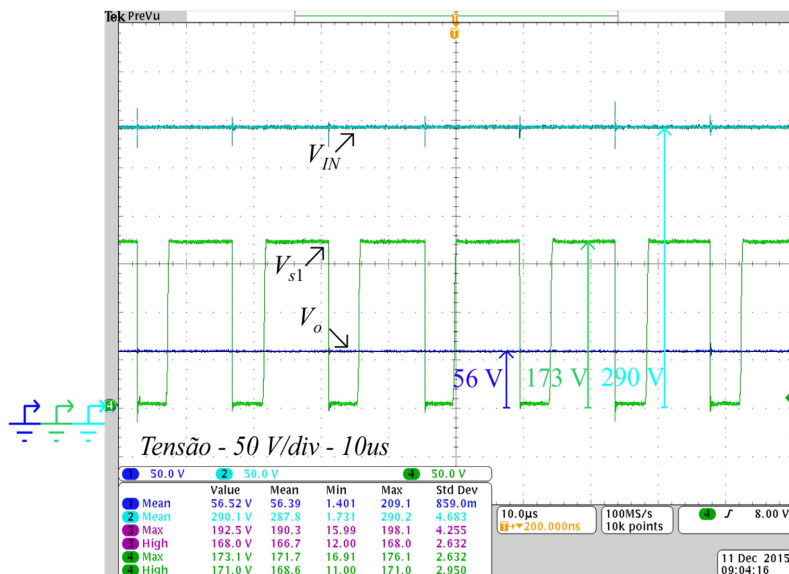 Tek PreVu
T
T
V_IN
V_s1
V_o
56 V 173 V 290 V
4
Tensão - 50 V/div - 10us
1 50.0 V 2 50.0 V 4 50.0 V
Value Mean Min Max Std Dev
1 Mean 56.52 V 56.39 1.401 209.1 859.0m
2 Mean 290.1 V 287.8 1.731 290.2 4.683
3 Max 192.5 V 190.3 15.99 198.1 4.255
3 High 168.0 V 166.7 12.00 168.0 2.632
4 Max 173.1 V 171.7 16.91 176.1 2.632
4 High 171.0 V 168.6 11.00 171.0 2.950
10.0µs
T→▼200.000ns
100MS/s
10k points
4 ∫ 8.00 V
11 Dec 2015
09:04:16